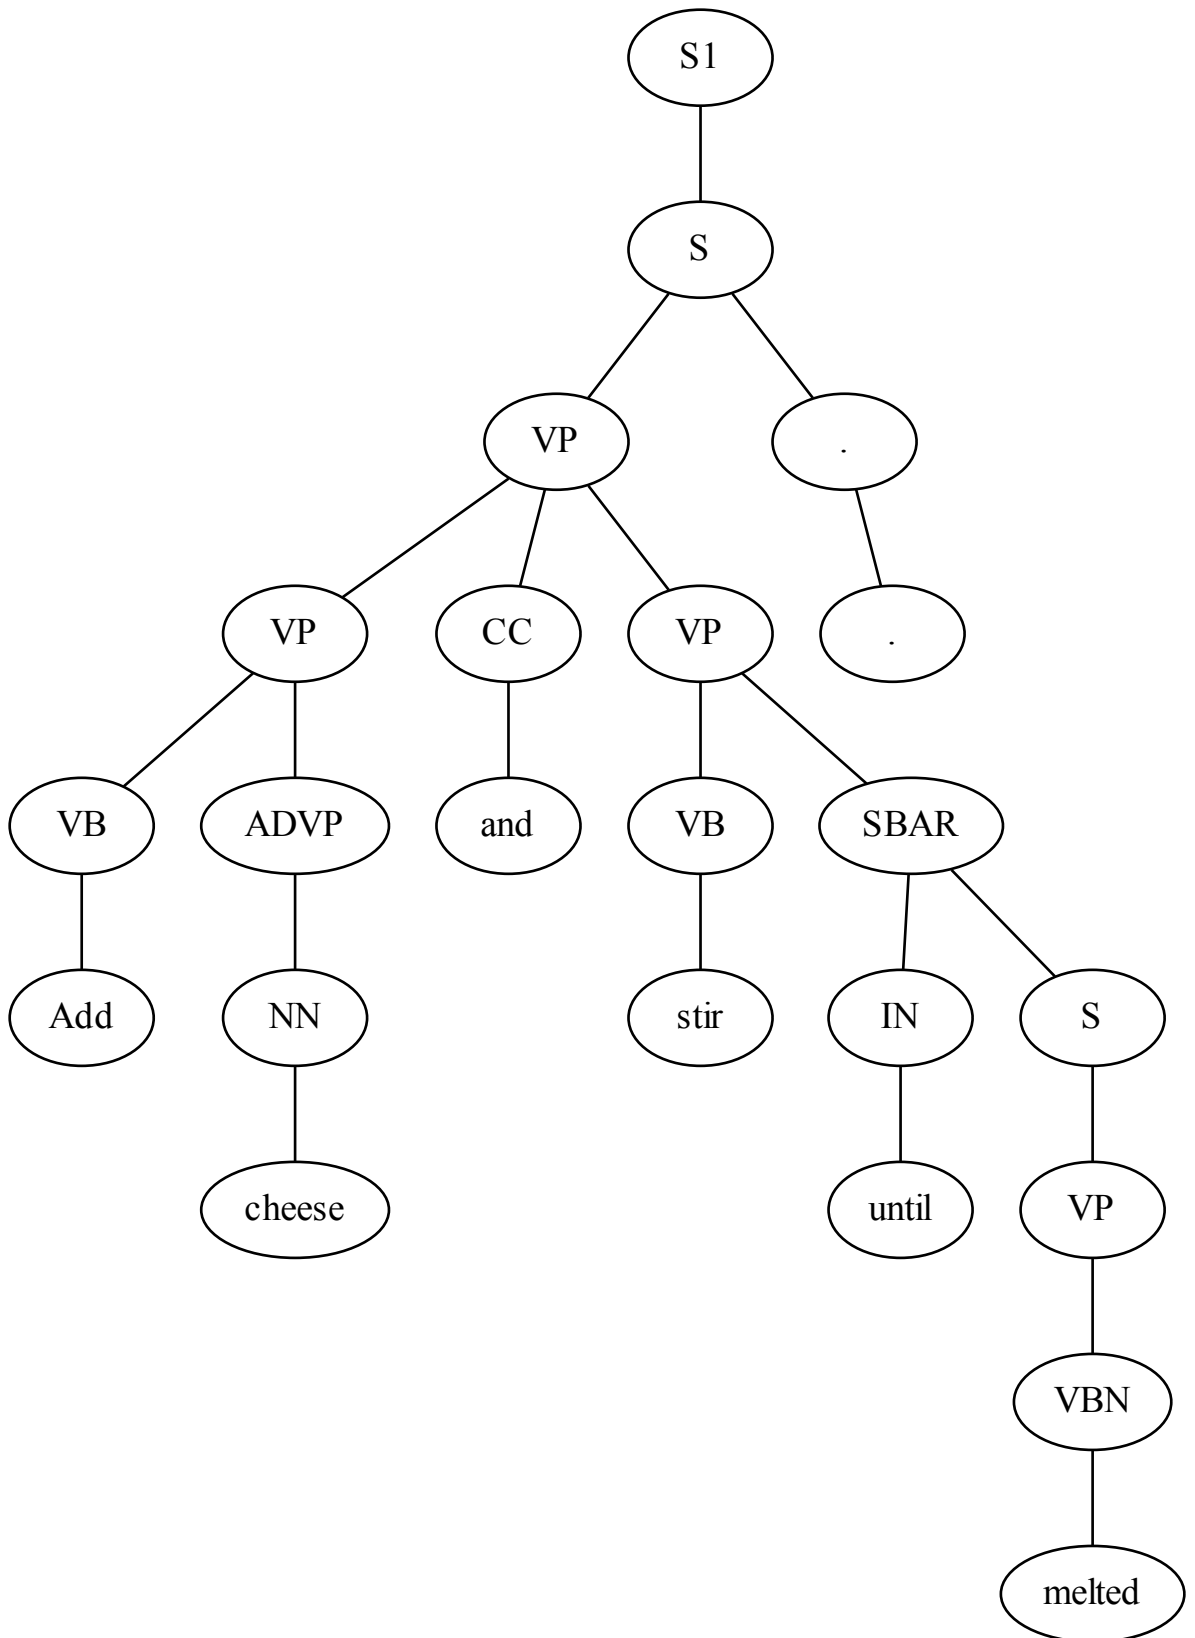 S1
S
VP .
VP CC VP .
VB ADVP and VB SBAR
Add NN stir IN S
cheese until VP
VBN
melted